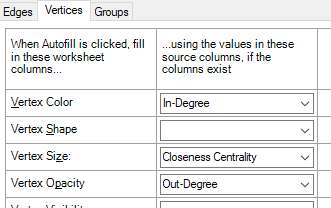 Edges Vertices Groups
When Autofill is clicked, fill
in these worksheet
columns...
...using the values in these
source columns, if the
columns exist
Vertex Color In-Degree
Vertex Shape
Vertex Size: Closeness Centrality
Vertex Opacity Out-Degree